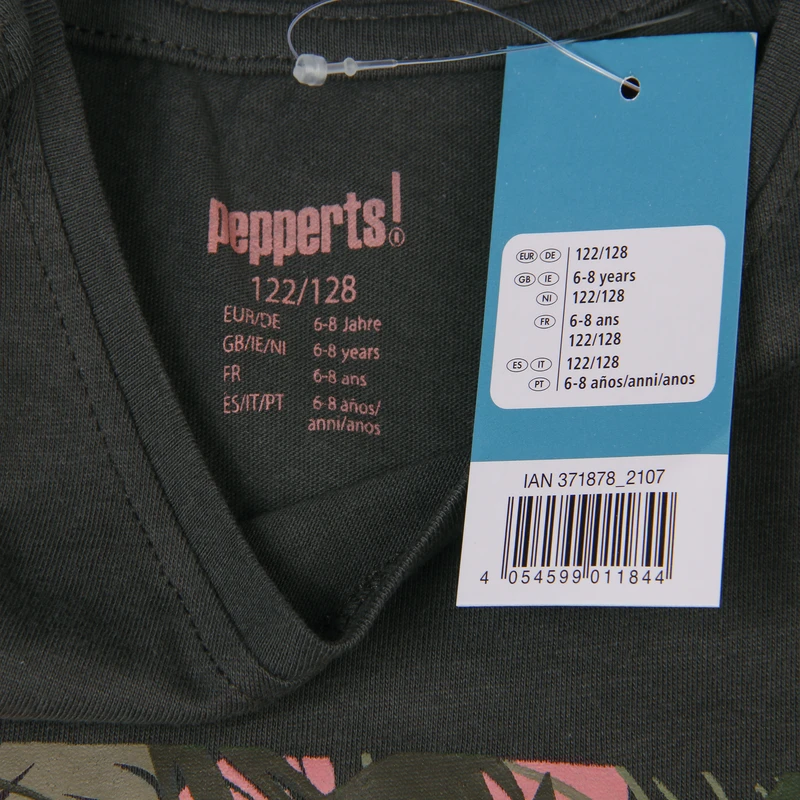 pepperts!
122/128
EUR/DE 6-8 Jahre
GB/IE/NI 6-8 years
FR 6-8 ans
ES/IT/PT 6-8 años/
anni/anos
EUR DE 122/128
GB IE 6-8 years
NI 122/128
FR 6-8 ans
122/128
ES IT 122/128
PT 6-8 años/anni/anos
IAN 371878_2107
4 054599 011844